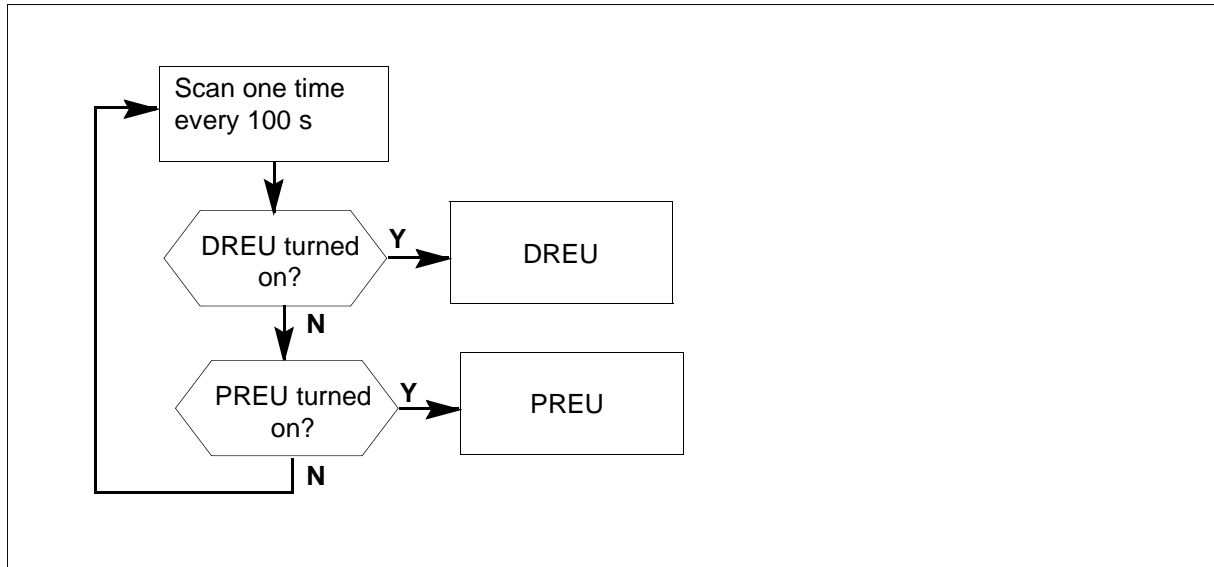 Scan one time
every 100 s
DREU turned
on?
Y
DREU
N
PREU turned
on?
Y
PREU
N